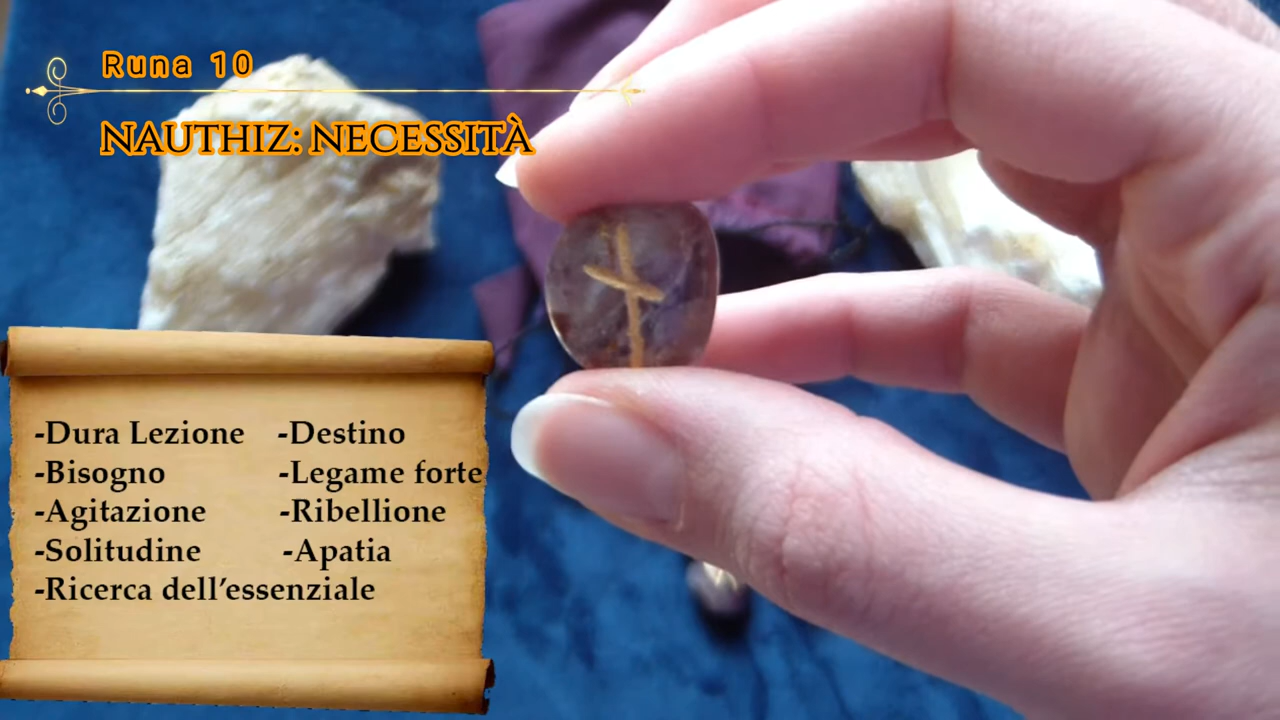 Runa 10
NAUTHIZ: NECESSITÀ
-Dura Lezione -Destino
-Bisogno -Legame forte
-Agitazione -Ribellione
-Solitudine -Apatia
-Ricerca dell’essenziale